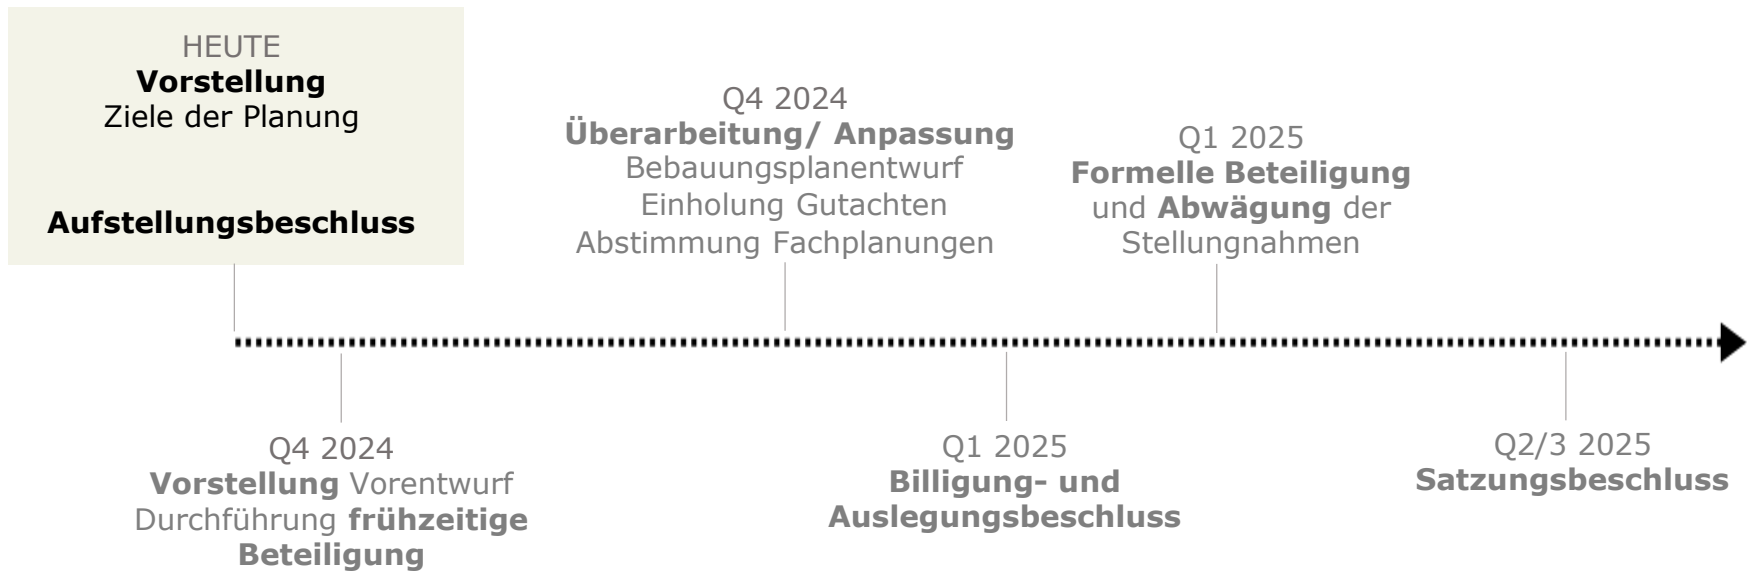 HEUTE
Vorstellung
Ziele der Planung
Aufstellungsbeschluss
Q4 2024
Vorstellung Vorentwurf
Durchführung frühzeitige
Beteiligung
Q4 2024
Überarbeitung/ Anpassung
Bebauungsplanentwurf
Einholung Gutachten
Abstimmung Fachplanungen
Q1 2025
Billigung- und
Auslegungsbeschluss
Q1 2025
Formelle Beteiligung
und Abwägung der
Stellungnahmen
Q2/3 2025
Satzungsbeschluss